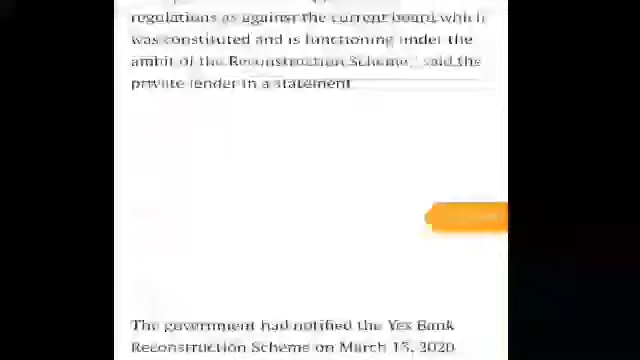 regulations as against the current board which
was constituted and is functioning under the
ambit of the Reconstruction Scheme," said the
private lender in a statement
The government had notified the Yes Bank
Reconstruction Scheme on March 13, 2020